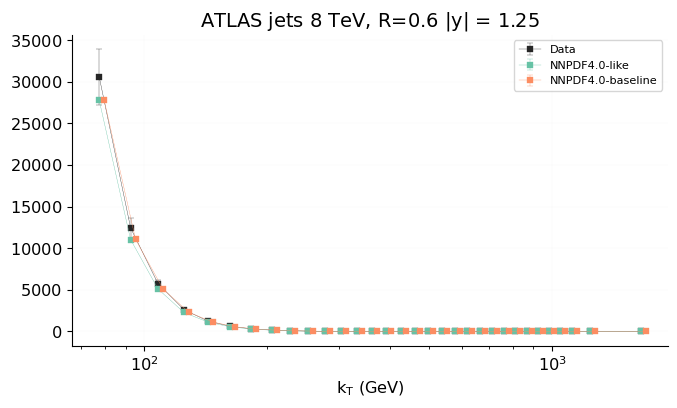 ATLAS jets 8 TeV, R=0.6 |y| = 1.25
35000
30000
25000
20000
15000
10000
5000
0
Data
NNPDF4.0-like
NNPDF4.0-baseline
10²
10³
k_T (GeV)